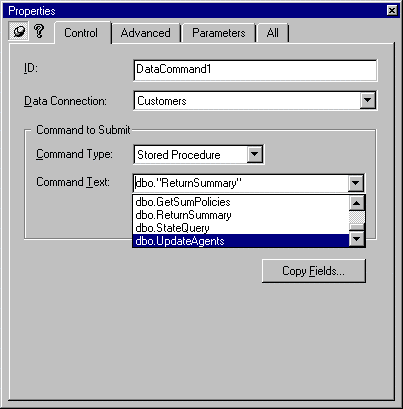 Properties
Control Advanced Parameters All
ID: DataCommand1
Data Connection: Customers
Command to Submit
Command Type: Stored Procedure
Command Text: dbo."ReturnSummary"
dbo.GetSumPolicies
dbo.ReturnSummary
dbo.StateQuery
dbo.UpdateAgents
Copy Fields...